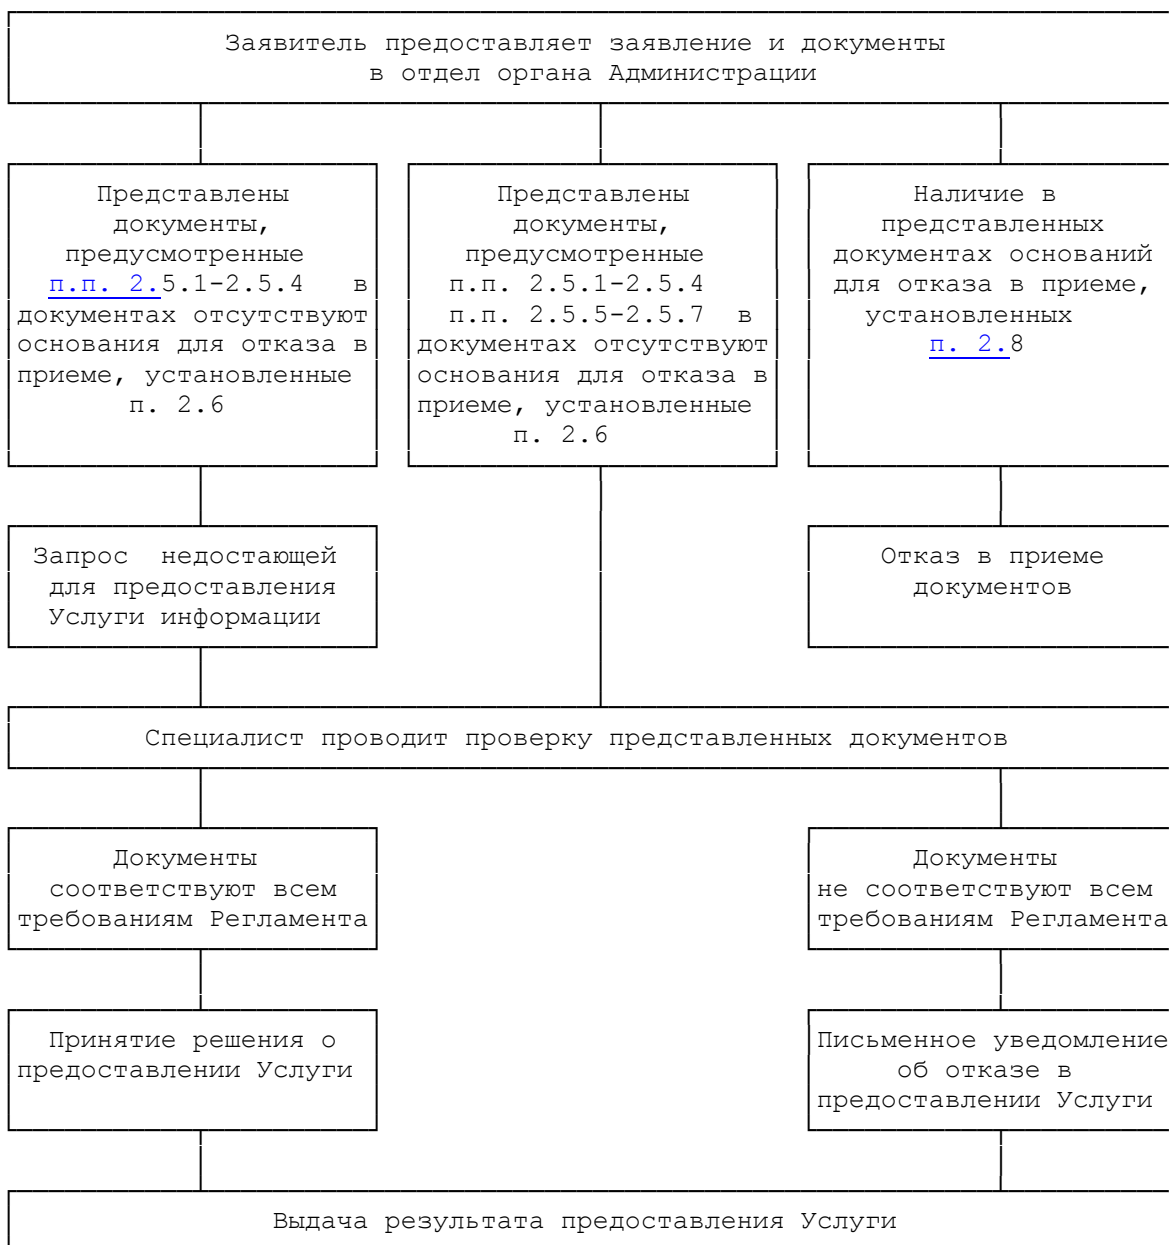 Заявитель предоставляет заявление и документы
в отдел органа Администрации
Представлены
документы,
предусмотренные
п.п. 2.5.1-2.5.4 в
документах отсутствуют
основания для отказа в
приеме, установленные
п. 2.6
Представлены
документы,
предусмотренные
п.п. 2.5.1-2.5.4
п.п. 2.5.5-2.5.7 в
документах отсутствуют
основания для отказа в
приеме, установленные
п. 2.6
Наличие в
представленных
документах оснований
для отказа в приеме,
установленных
п. 2.8
Запрос недостающей
для предоставления
Услуги информации
Отказ в приеме
документов
Специалист проводит проверку представленных документов
Документы
соответствуют всем
требованиям Регламента
Документы
не соответствуют всем
требованиям Регламента
Принятие решения о
предоставлении Услуги
Письменное уведомление
об отказе в
предоставлении Услуги
Выдача результата предоставления Услуги